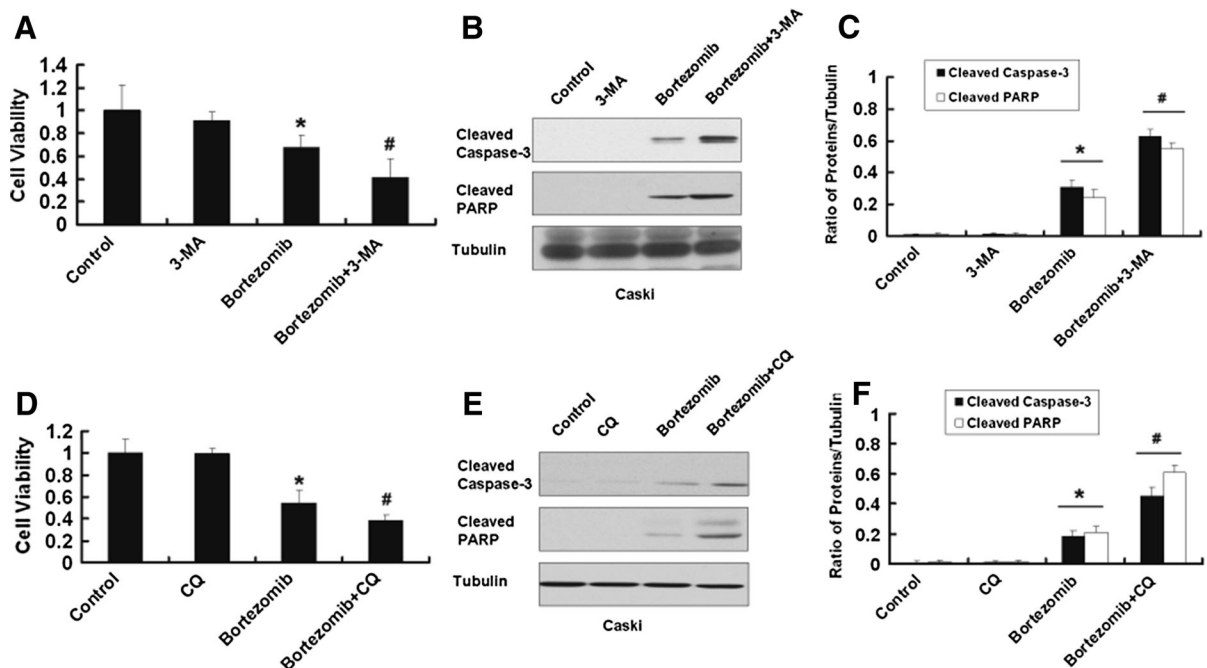 A
Cell Viability
1.4
1.2
1
0.8
0.6
0.4
0.2
0
*
#
Control
3-MA
Bortezomib
Bortezomib+3-MA
B
Control
3-MA
Bortezomib
Bortezomib+3-MA
Cleaved
Caspase-3
Cleaved
PARP
Tubulin
Caski
C
Ratio of Proteins/Tubulin
1
0.8
0.6
0.4
0.2
0
Cleaved Caspase-3
Cleaved PARP
*
#
Control
3-MA
Bortezomib
Bortezomib+3-MA
D
Cell Viability
1.2
1
0.8
0.6
0.4
0.2
0
*
#
Control
CQ
Bortezomib
Bortezomib+CQ
E
Control
CQ
Bortezomib
Bortezomib+CQ
Cleaved
Caspase-3
Cleaved
PARP
Tubulin
Caski
F
Ratio of Proteins/Tubulin
1
0.8
0.6
0.4
0.2
0
Cleaved Caspase-3
Cleaved PARP
*
#
Control
CQ
Bortezomib
Bortezomib+CQ